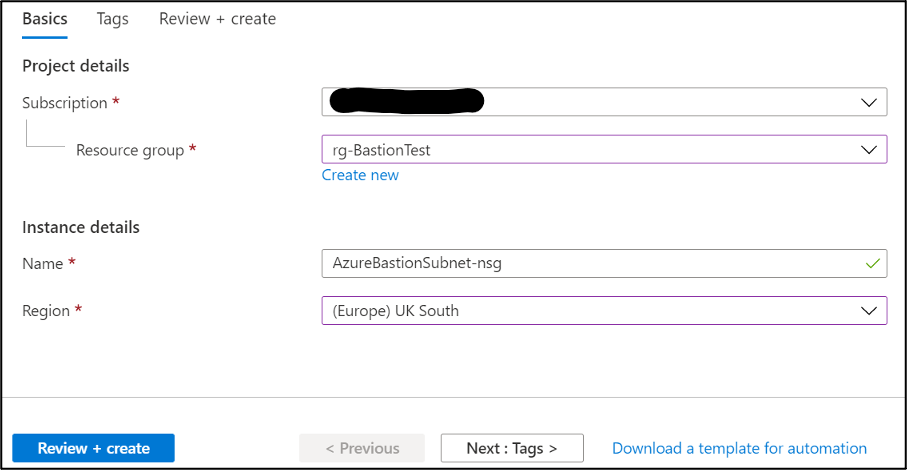 Basics Tags Review + create
Project details
Subscription *
Resource group * rg-BastionTest
Create new
Instance details
Name * AzureBastionSubnet-nsg
Region * (Europe) UK South
Review + create < Previous Next : Tags > Download a template for automation